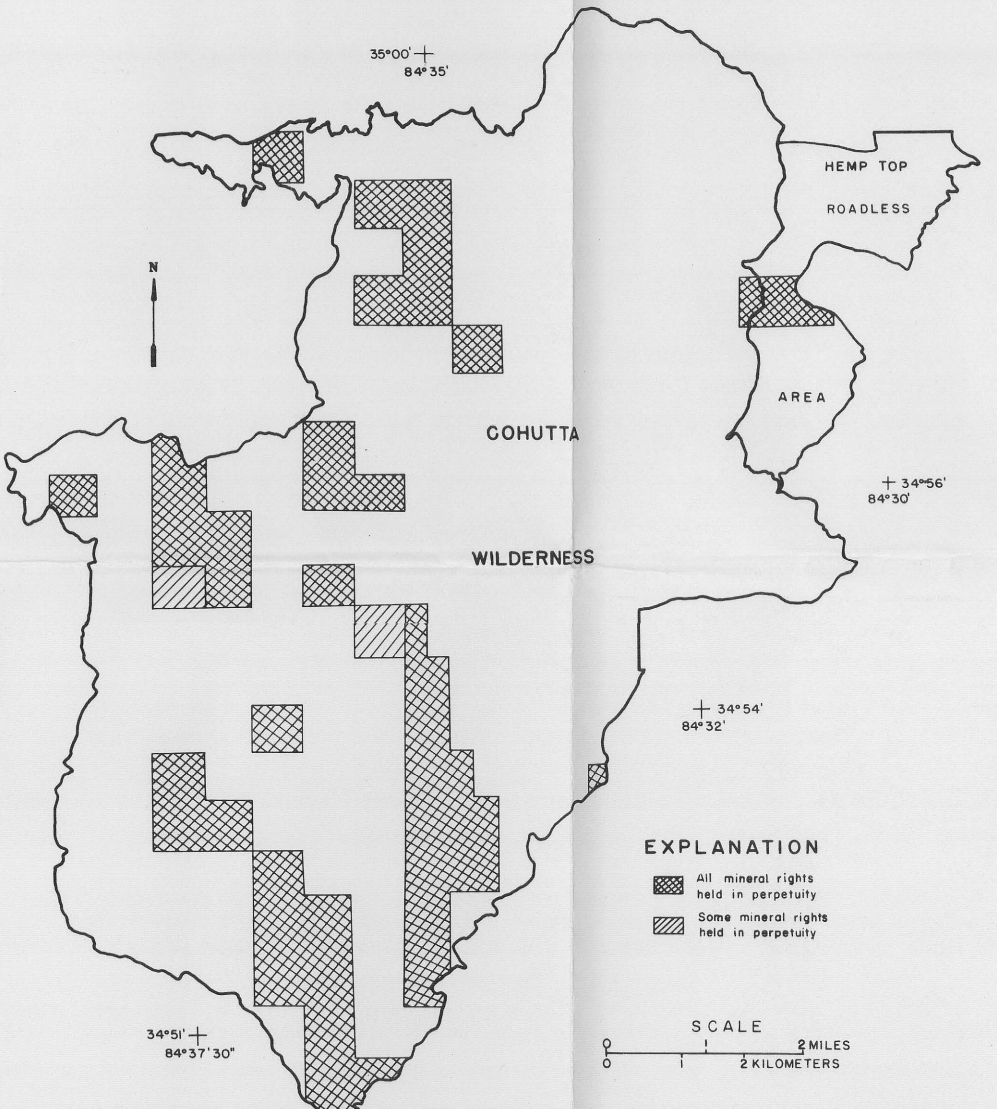 35°00'
84°35'
HEMP TOP
ROADLESS
N
AREA
COHUTTA
34°56'
84°30'
WILDERNESS
34°54'
84°32'
EXPLANATION
All mineral rights
held in perpetuity
Some mineral rights
held in perpetuity
34°51'
84°37'30"
SCALE
0 2 MILES
0 1 2 KILOMETERS